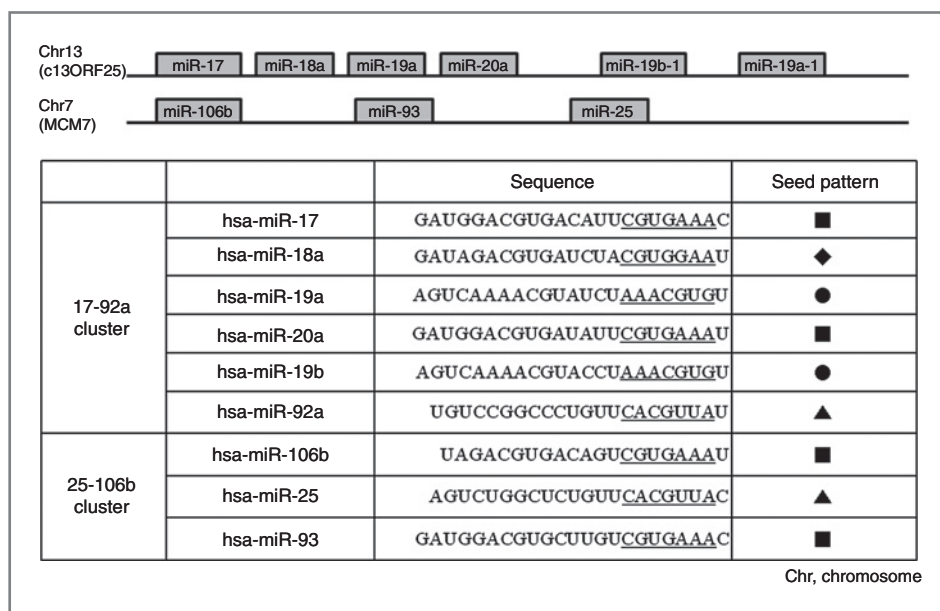 Chr13
(c13ORF25)
miR-17 miR-18a miR-19a miR-20a miR-19b-1 miR-19a-1
Chr7
(MCM7)
miR-106b miR-93 miR-25
Sequence Seed pattern
17-92a
cluster
hsa-miR-17 GAUGGACGUGACAUUCGUGAAAC ■
hsa-miR-18a GAUAGACGUGAUCUACGUGGAAU ◆
hsa-miR-19a AGUCAAAACGUAUCUAAACGUGU ●
hsa-miR-20a GAUGGACGUGAUAUUCGUGAAAU ■
hsa-miR-19b AGUCAAAACGUACCUAAACGUGU ●
hsa-miR-92a UGUCCGGCCCUGUUCACGUUAU ▲
25-106b
cluster
hsa-miR-106b UAGACGUGACAGUCGUGAAAU ■
hsa-miR-25 AGUCUGGCUCUGUUCACGUUAC ▲
hsa-miR-93 GAUGGACGUGCUUGUCGUGAAAC ■
Chr, chromosome